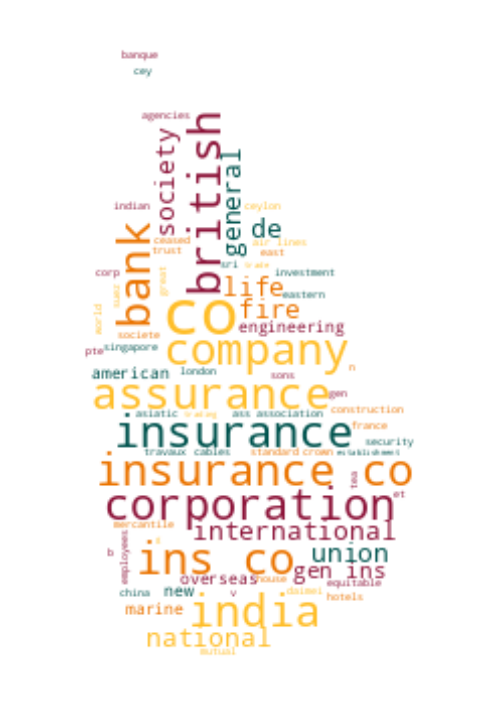 banque
cey
agencies
british
society
general
indian
ceylon
de
bank
ceased
air lines
trust
east
sri
corp
great
investment
life
eastern
world
co
fire
engineering
societe
company
singapore
pte
n
american
london
sons
assurance
gen
asiatic
trading
ass association
construction
insurance
france
security
travaux cables
standard crown
establishment
insurance co
tea
corporation
et
mercantile
international
employees
s
b
ins co
union
gen ins
overseas
house
equitable
china
new
v
hotels
marine
india
national
mutual